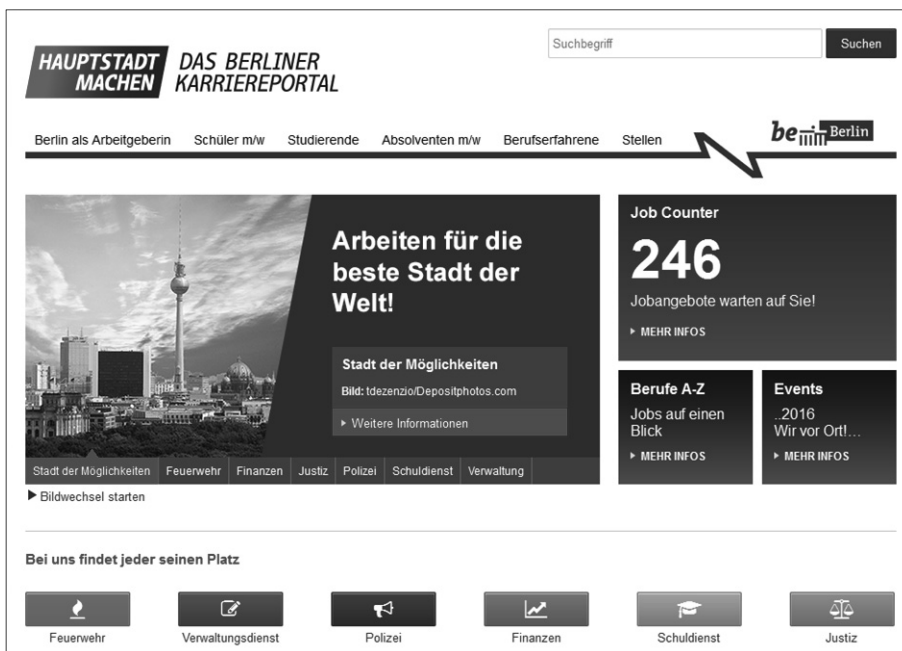 Suchbegriff
Suchen
HAUPTSTADT
MACHEN
DAS BERLINER
KARRIEREPORTAL
Berlin als Arbeitgeberin Schüler m/w Studierende Absolventen m/w Berufserfahrene Stellen
be Berlin
Arbeiten für die
beste Stadt der
Welt!
Stadt der Möglichkeiten
Bild: tdezenzio/Depositphotos.com
Weitere Informationen
Stadt der Möglichkeiten Feuerwehr Finanzen Justiz Polizei Schuldienst Verwaltung
Bildwechsel starten
Job Counter
246
Jobangebote warten auf Sie!
MEHR INFOS
Berufe A-Z
Jobs auf einen
Blick
MEHR INFOS
Events
..2016
Wir vor Ort!...
MEHR INFOS
Bei uns findet jeder seinen Platz
Feuerwehr Verwaltungsdienst Polizei Finanzen Schuldienst Justiz